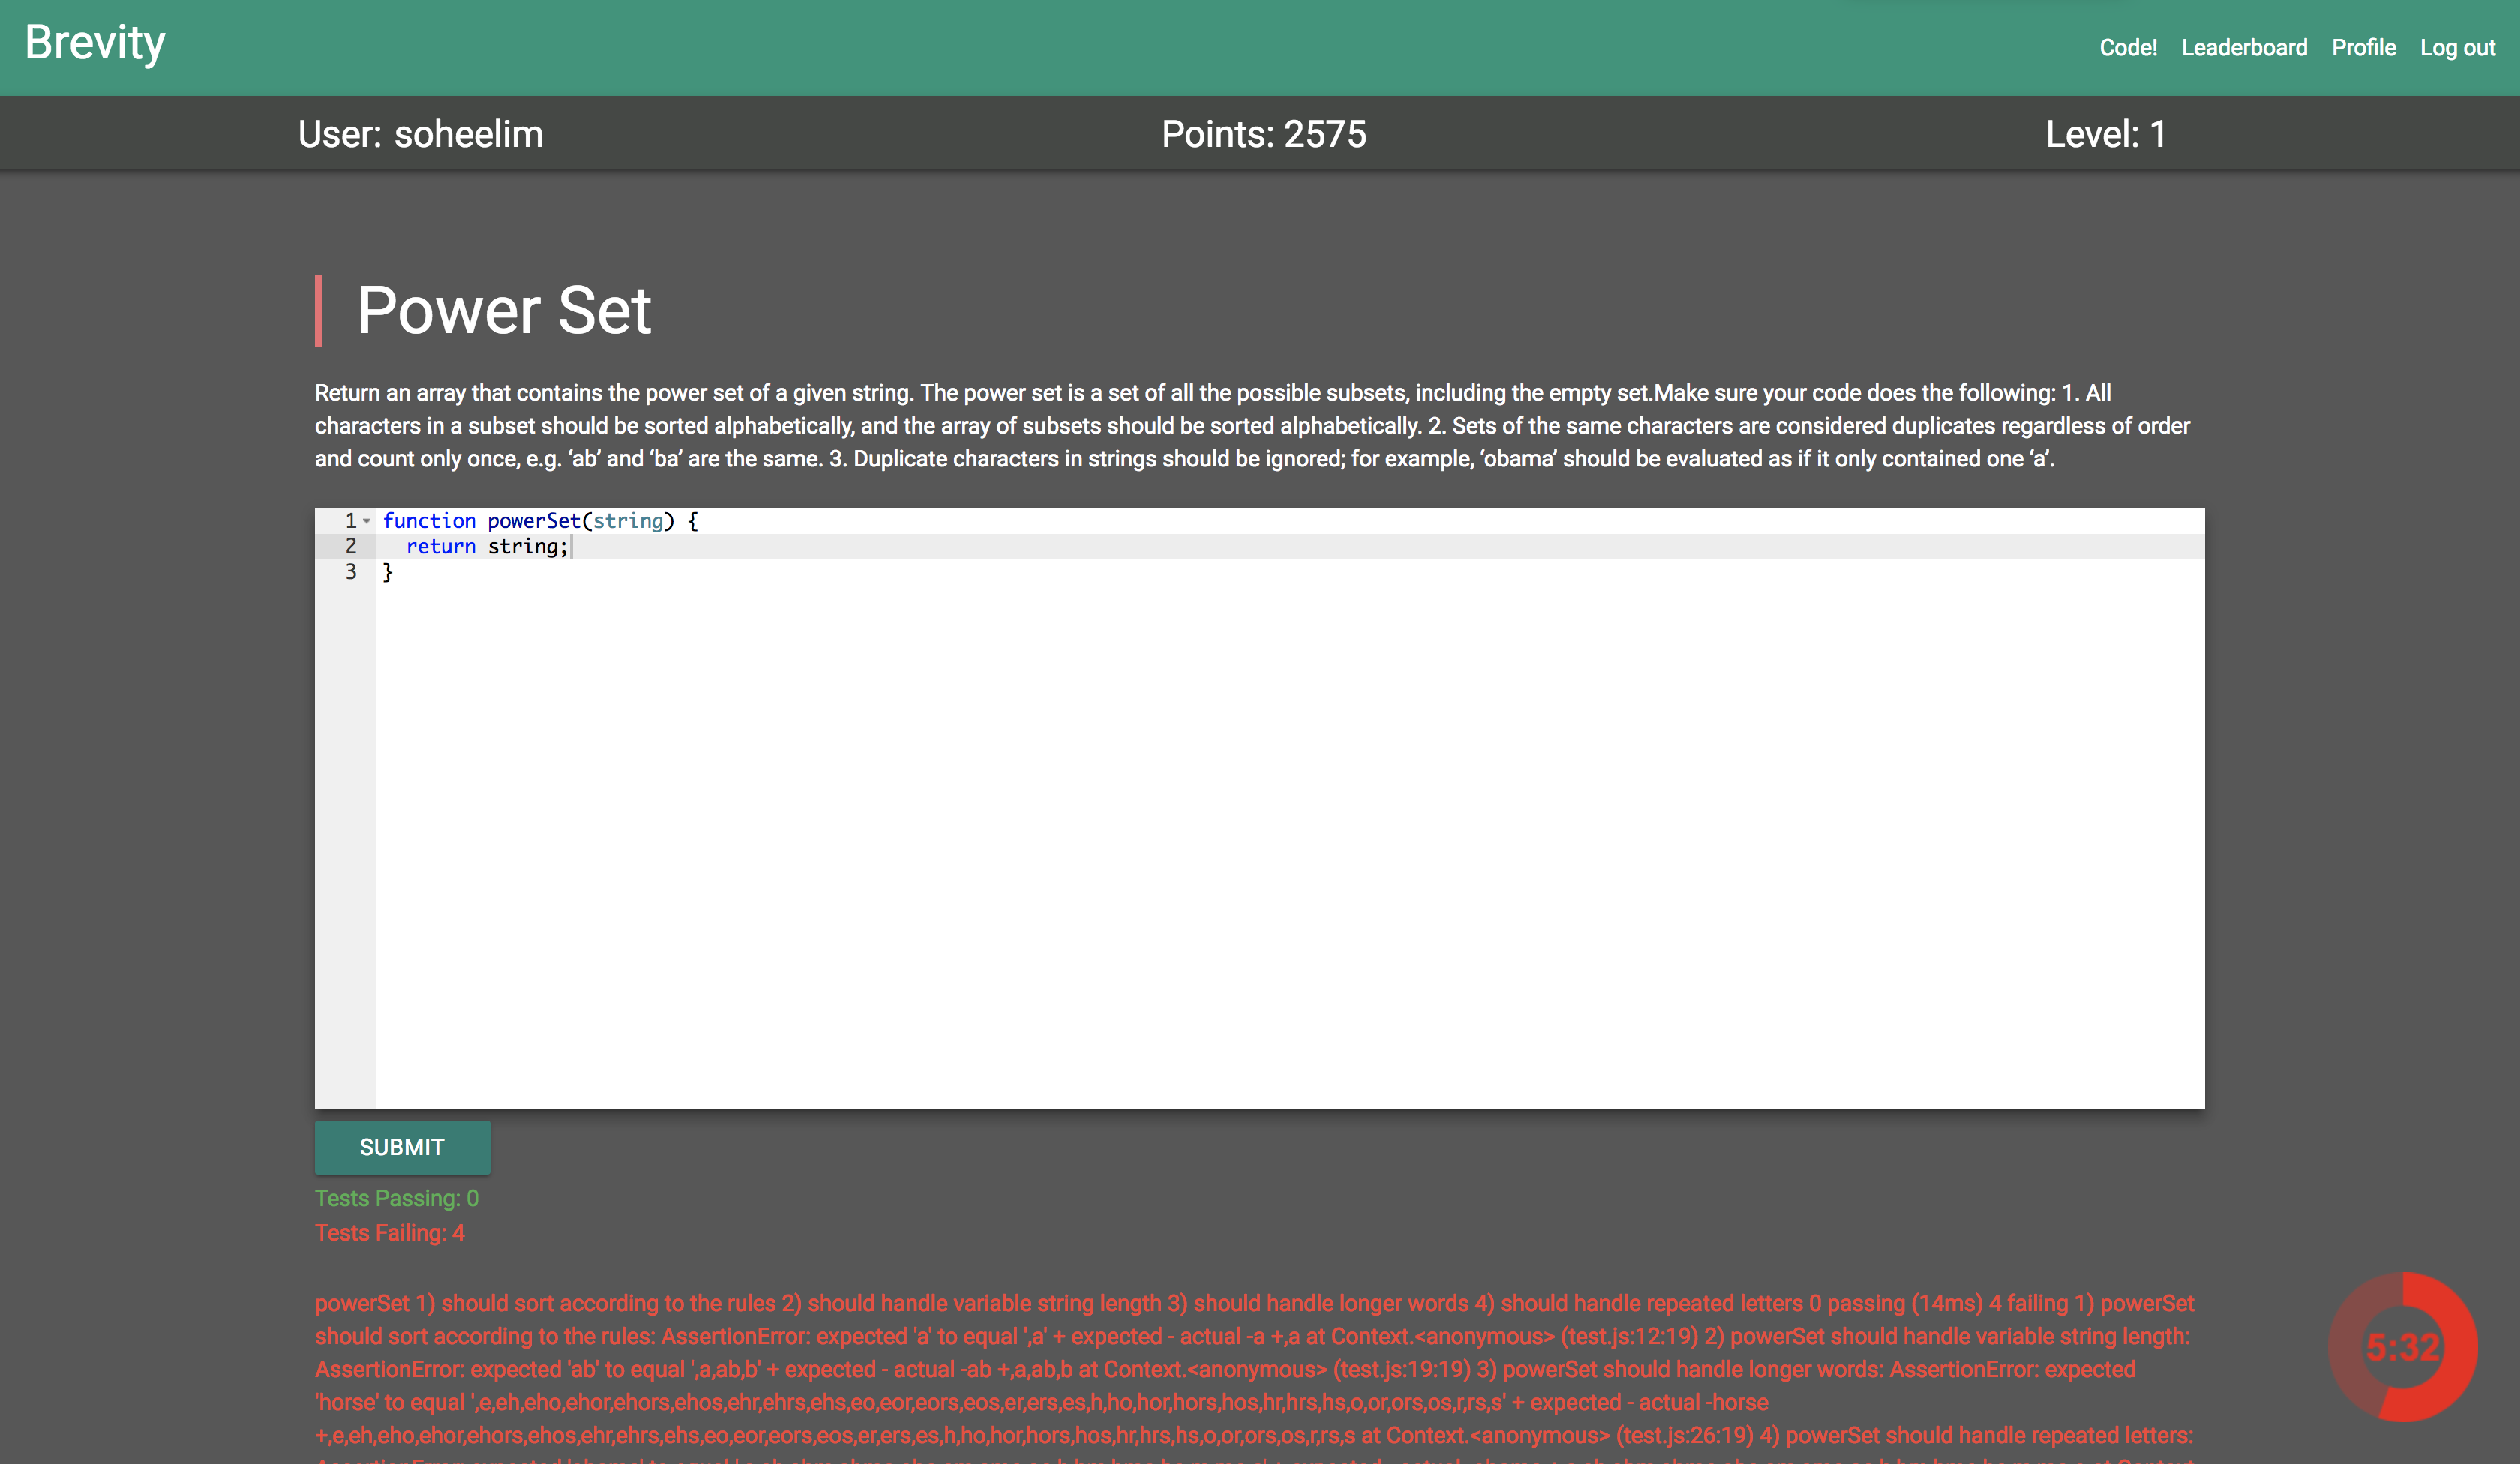 Brevity
Code! Leaderboard Profile Log out
User: soheelim Points: 2575 Level: 1
Power Set
Return an array that contains the power set of a given string. The power set is a set of all the possible subsets, including the empty set.Make sure your code does the following: 1. All
characters in a subset should be sorted alphabetically, and the array of subsets should be sorted alphabetically. 2. Sets of the same characters are considered duplicates regardless of order
and count only once, e.g. ‘ab’ and ‘ba’ are the same. 3. Duplicate characters in strings should be ignored; for example, ‘obama’ should be evaluated as if it only contained one ‘a’.
1 function powerSet(string) {
2 return string;
3 }
SUBMIT
Tests Passing: 0
Tests Failing: 4
powerSet 1) should sort according to the rules 2) should handle variable string length 3) should handle longer words 4) should handle repeated letters 0 passing (14ms) 4 failing 1) powerSet
should sort according to the rules: AssertionError: expected 'a' to equal ',a' + expected - actual -a +,a at Context.<anonymous> (test.js:12:19) 2) powerSet should handle variable string length:
AssertionError: expected 'ab' to equal ',a,ab,b' + expected - actual -ab +,a,ab,b at Context.<anonymous> (test.js:19:19) 3) powerSet should handle longer words: AssertionError: expected
'horse' to equal ',e,eh,eho,ehor,ehors,ehos,ehr,ehrs,ehs,eo,eor,eors,eos,er,ers,es,h,ho,hor,hors,hos,hr,hrs,hs,o,or,ors,os,r,rs,s' + expected - actual -horse
+,e,eh,eho,ehor,ehors,ehos,ehr,ehrs,ehs,eo,eor,eors,eos,er,ers,es,h,ho,hor,hors,hos,hr,hrs,hs,o,or,ors,os,r,rs,s at Context.<anonymous> (test.js:26:19) 4) powerSet should handle repeated letters:
5:32